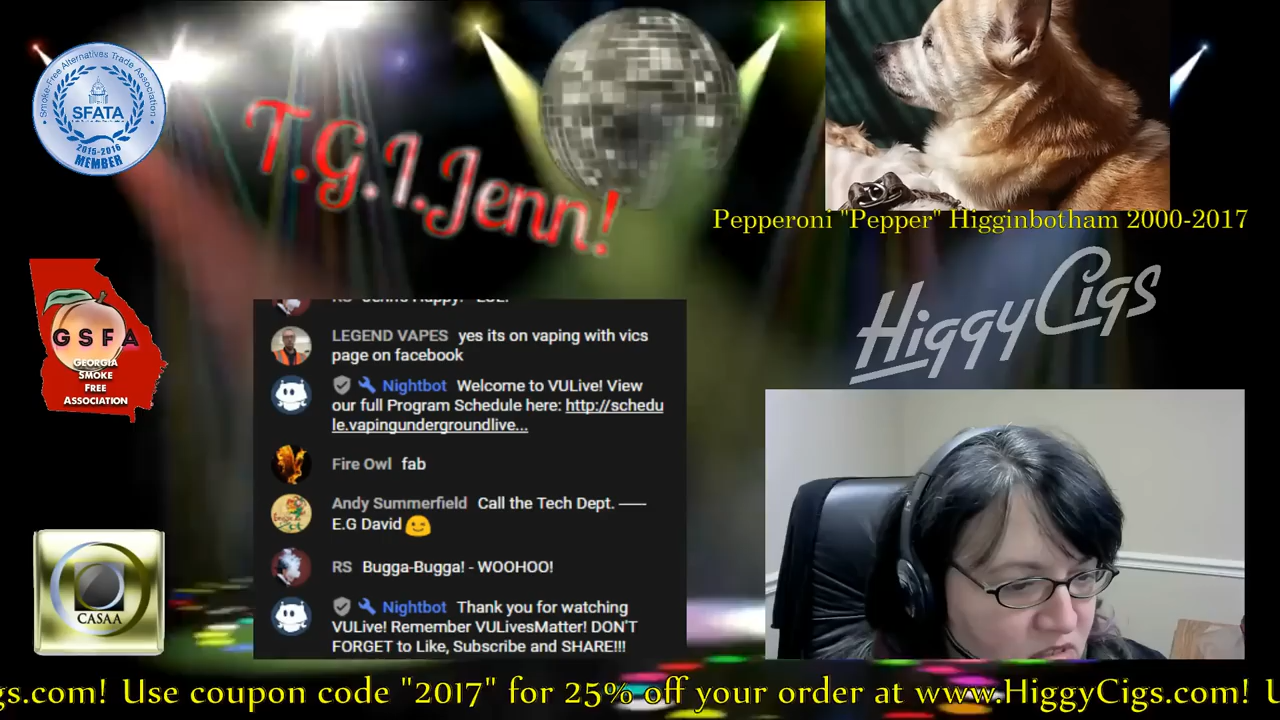 Smoke-Free Alternatives Trade Association
SFATA
2015-2016
MEMBER
T.G.I.Jenn!
Pepperoni "Pepper" Higginbotham 2000-2017
HiggyCigs
GSFA
GEORGIA
SMOKE
FREE
ASSOCIATION
CASAA
LEGEND VAPES yes its on vaping with vics
page on facebook
Nightbot Welcome to VULive! View
our full Program Schedule here: http://schedu
le.vapingundergroundlive...
Fire Owl fab
Andy Summerfield Call the Tech Dept. ——
E.G David
RS Bugga-Bugga! - WOOHOO!
Nightbot Thank you for watching
VULive! Remember VULivesMatter! DON'T
FORGET to Like, Subscribe and SHARE!!!
gs.com! Use coupon code "2017" for 25% off your order at www.HiggyCigs.com! U